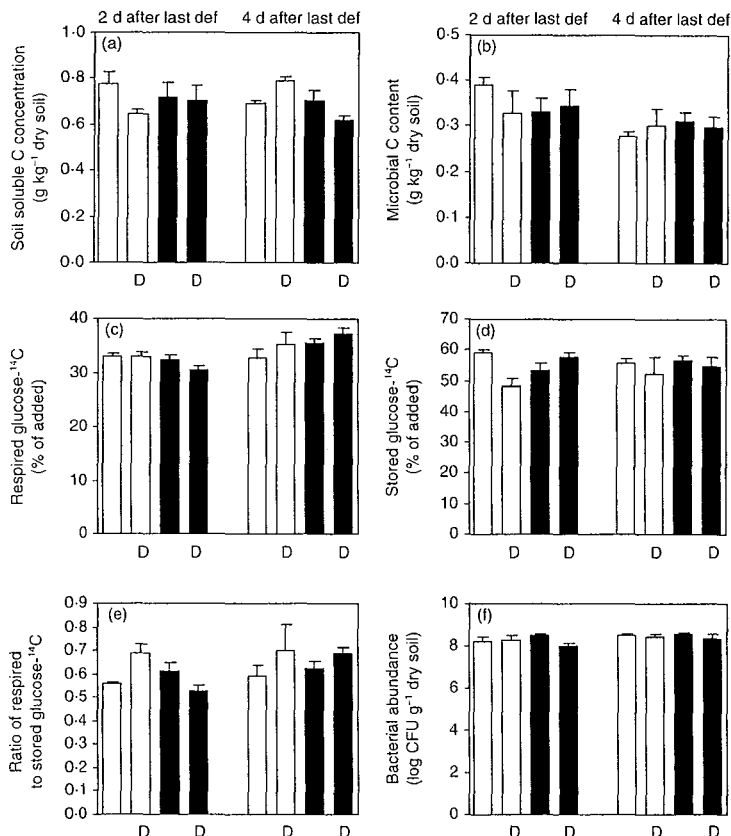 2 d after last def 4 d after last def
(a)
Soil soluble C concentration
(g kg⁻¹ dry soil)
1·0
0·8
0·6
0·4
0·2
0·0
D D D D
2 d after last def 4 d after last def
(b)
Microbial C content
(g kg⁻¹ dry soil)
0·5
0·4
0·3
0·2
0·1
0·0
D D D D
(c)
Respired glucose-¹⁴C
(% of added)
40
30
20
10
0
D D D D
(d)
Stored glucose-¹⁴C
(% of added)
70
60
50
40
30
20
10
0
D D D D
(e)
Ratio of respired
to stored glucose-¹⁴C
0·9
0·8
0·7
0·6
0·5
0·4
0·3
0·2
0·1
0·0
D D D D
(f)
Bacterial abundance
(log CFU g⁻¹ dry soil)
10
8
6
4
2
0
D D D D